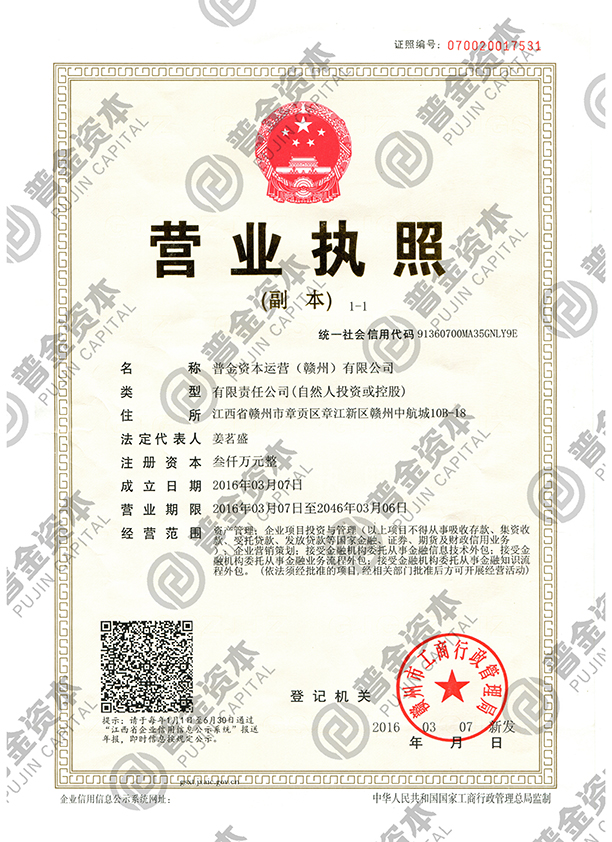 证照编号: 070020017531
营业执照
(副 本) 1-1
统一社会信用代码 91360700MA35GNLY9E
名 称 普金资本运营（赣州）有限公司
类 型 有限责任公司(自然人投资或控股)
住 所 江西省赣州市章贡区章江新区赣州中航城10B-18
法定代表人 姜茗盛
注册资本 叁仟万元整
成立日期 2016年03月07日
营业期限 2016年03月07日至2046年03月06日
经营范围 资产管理；企业项目投资与管理（以上项目不得从事吸收存款、集资收
款、受托贷款、发放贷款等国家金融、证券、期货及财政信用业务
）、企业营销策划；接受金融机构委托从事金融信息技术外包；接受金
融机构委托从事金融业务流程外包；接受金融机构委托从事金融知识流
程外包。（依法须经批准的项目,经相关部门批准后方可开展经营活动）
登记机关
赣州市工商行政管理局
2016 03 07 新发
年 月 日
提示：请于每年1月1日至6月30日通过
“江西省企业信用信息公示系统”报送
年报，即时信息按规定公示。
gsxt.jxaic.gov.cn
企业信用信息公示系统网址：
中华人民共和国国家工商行政管理总局监制
普金资本
PUJIN CAPITAL